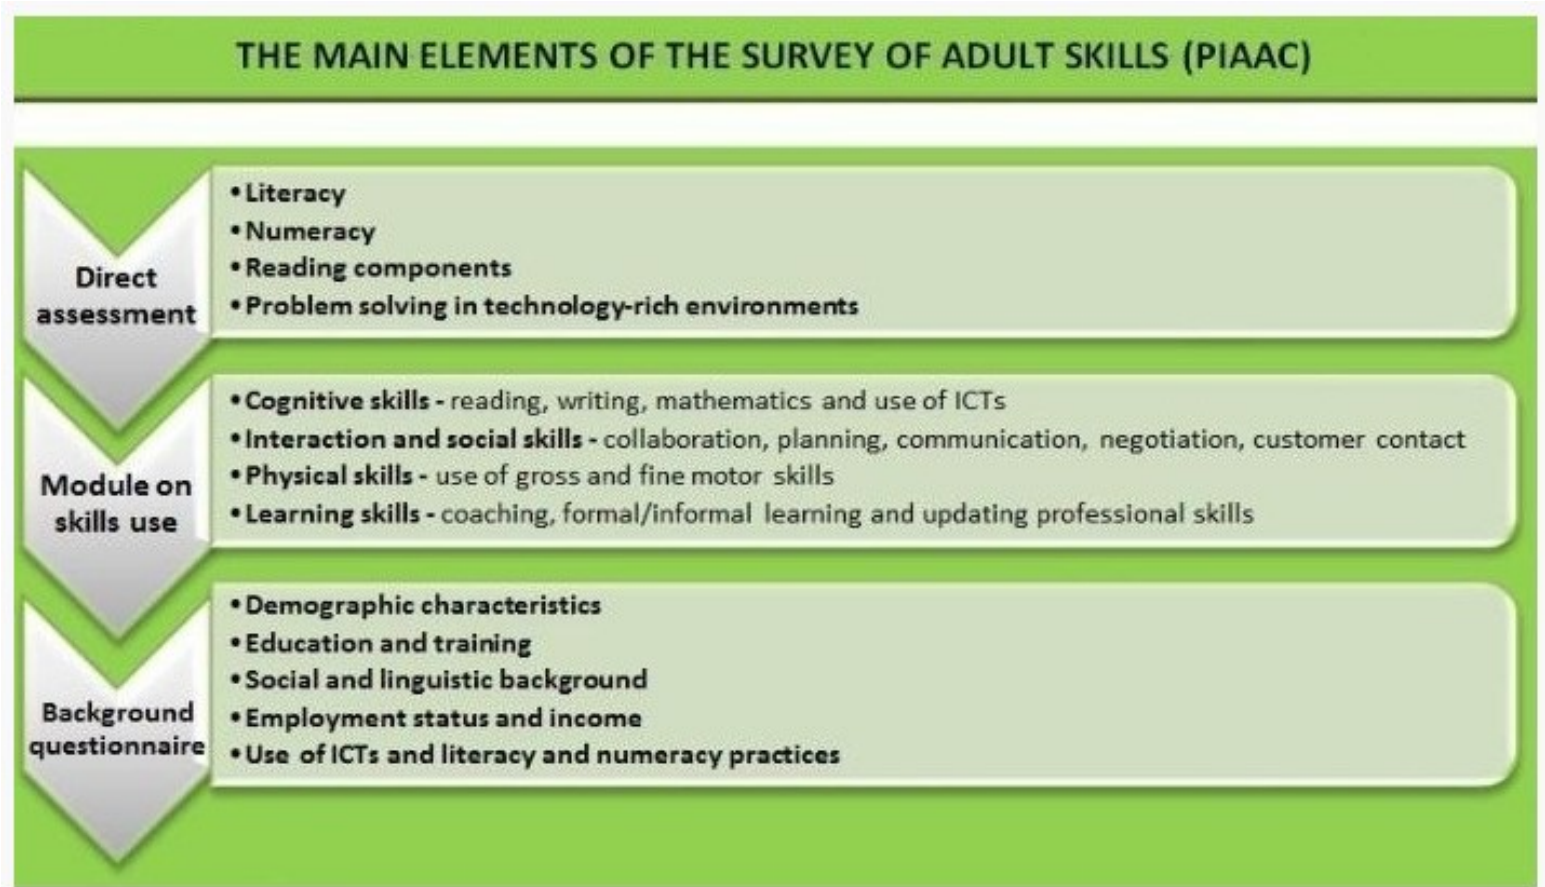 THE MAIN ELEMENTS OF THE SURVEY OF ADULT SKILLS (PIAAC)
Direct
assessment
• Literacy
• Numeracy
• Reading components
• Problem solving in technology-rich environments
Module on
skills use
• Cognitive skills - reading, writing, mathematics and use of ICTs
• Interaction and social skills - collaboration, planning, communication, negotiation, customer contact
• Physical skills - use of gross and fine motor skills
• Learning skills - coaching, formal/informal learning and updating professional skills
Background
questionnaire
• Demographic characteristics
• Education and training
• Social and linguistic background
• Employment status and income
• Use of ICTs and literacy and numeracy practices